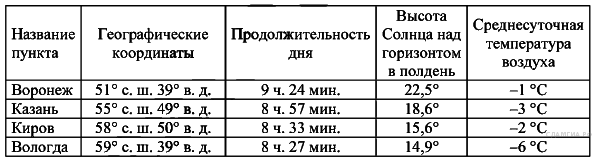 Название пункта | Географические координаты | Продолжительность дня | Высота Солнца над горизонтом в полдень | Среднесуточная температура воздуха
Воронеж | 51° с. ш. 39° в. д. | 9 ч. 24 мин. | 22,5° | –1 °С
Казань | 55° с. ш. 49° в. д. | 8 ч. 57 мин. | 18,6° | –3 °С
Киров | 58° с. ш. 50° в. д. | 8 ч. 33 мин. | 15,6° | –2 °С
Вологда | 59° с. ш. 39° в. д. | 8 ч. 27 мин. | 14,9° | –6 °С